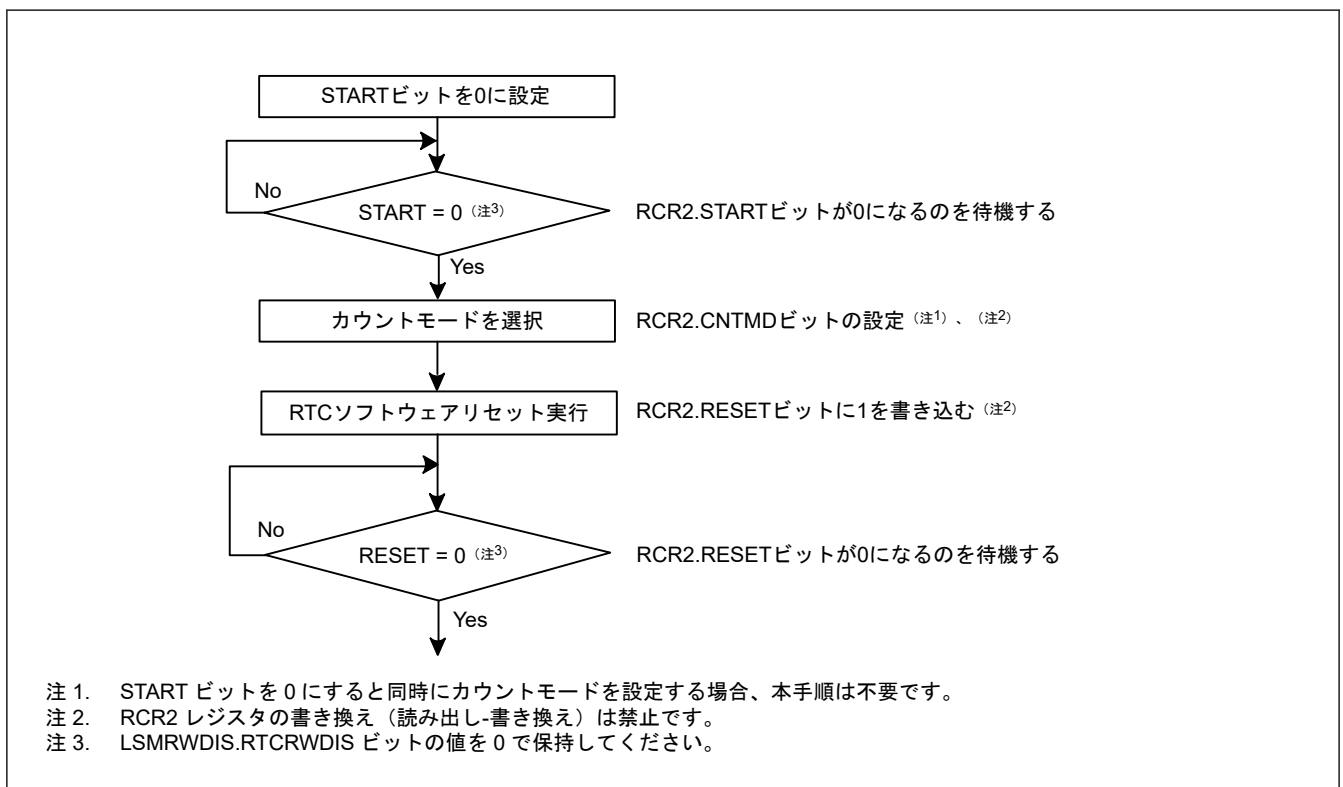 STARTビットを0に設定
No
START = 0（注3）
RCR2.STARTビットが0になるのを待機する
Yes
カウントモードを選択
RCR2.CNTMDビットの設定（注1）、（注2）
RTCソフトウェアリセット実行
RCR2.RESETビットに1を書き込む（注2）
No
RESET = 0（注3）
RCR2.RESETビットが0になるのを待機する
Yes
注 1. START ビットを 0 にすると同時にカウントモードを設定する場合、本手順は不要です。
注 2. RCR2 レジスタの書き換え（読み出し-書き換え）は禁止です。
注 3. LSMRWDIS.RTCRWDIS ビットの値を 0 で保持してください。